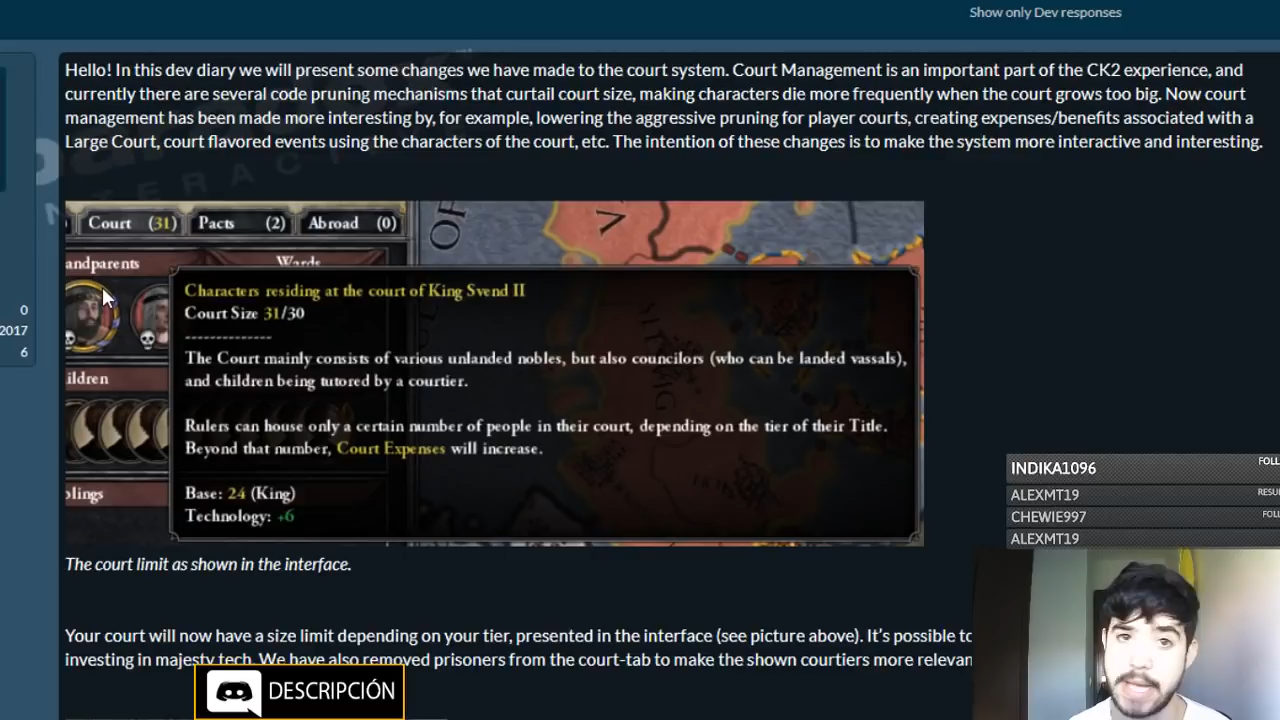 Show only Dev responses
Hello! In this dev diary we will present some changes we have made to the court system. Court Management is an important part of the CK2 experience, and
currently there are several code pruning mechanisms that curtail court size, making characters die more frequently when the court grows too big. Now court
management has been made more interesting by, for example, lowering the aggressive pruning for player courts, creating expenses/benefits associated with a
Large Court, court flavored events using the characters of the court, etc. The intention of these changes is to make the system more interactive and interesting.
Court (31) Pacts (2) Abroad (0)
andparents Wards
Characters residing at the court of King Svend II
Court Size 31/30
--------------
The Court mainly consists of various unlanded nobles, but also councilors (who can be landed vassals),
and children being tutored by a courtier.
ildren
Rulers can house only a certain number of people in their court, depending on the tier of their Title.
Beyond that number, Court Expenses will increase.
blings
Base: 24 (King)
Technology: +6
0
2017
6
INDIKA1096 FOLL
ALEXMT19 RESU
CHEWIE997 FOLL
ALEXMT19
The court limit as shown in the interface.
Your court will now have a size limit depending on your tier, presented in the interface (see picture above). It's possible to
investing in majesty tech. We have also removed prisoners from the court-tab to make the shown courtiers more relevan
DESCRIPCIÓN